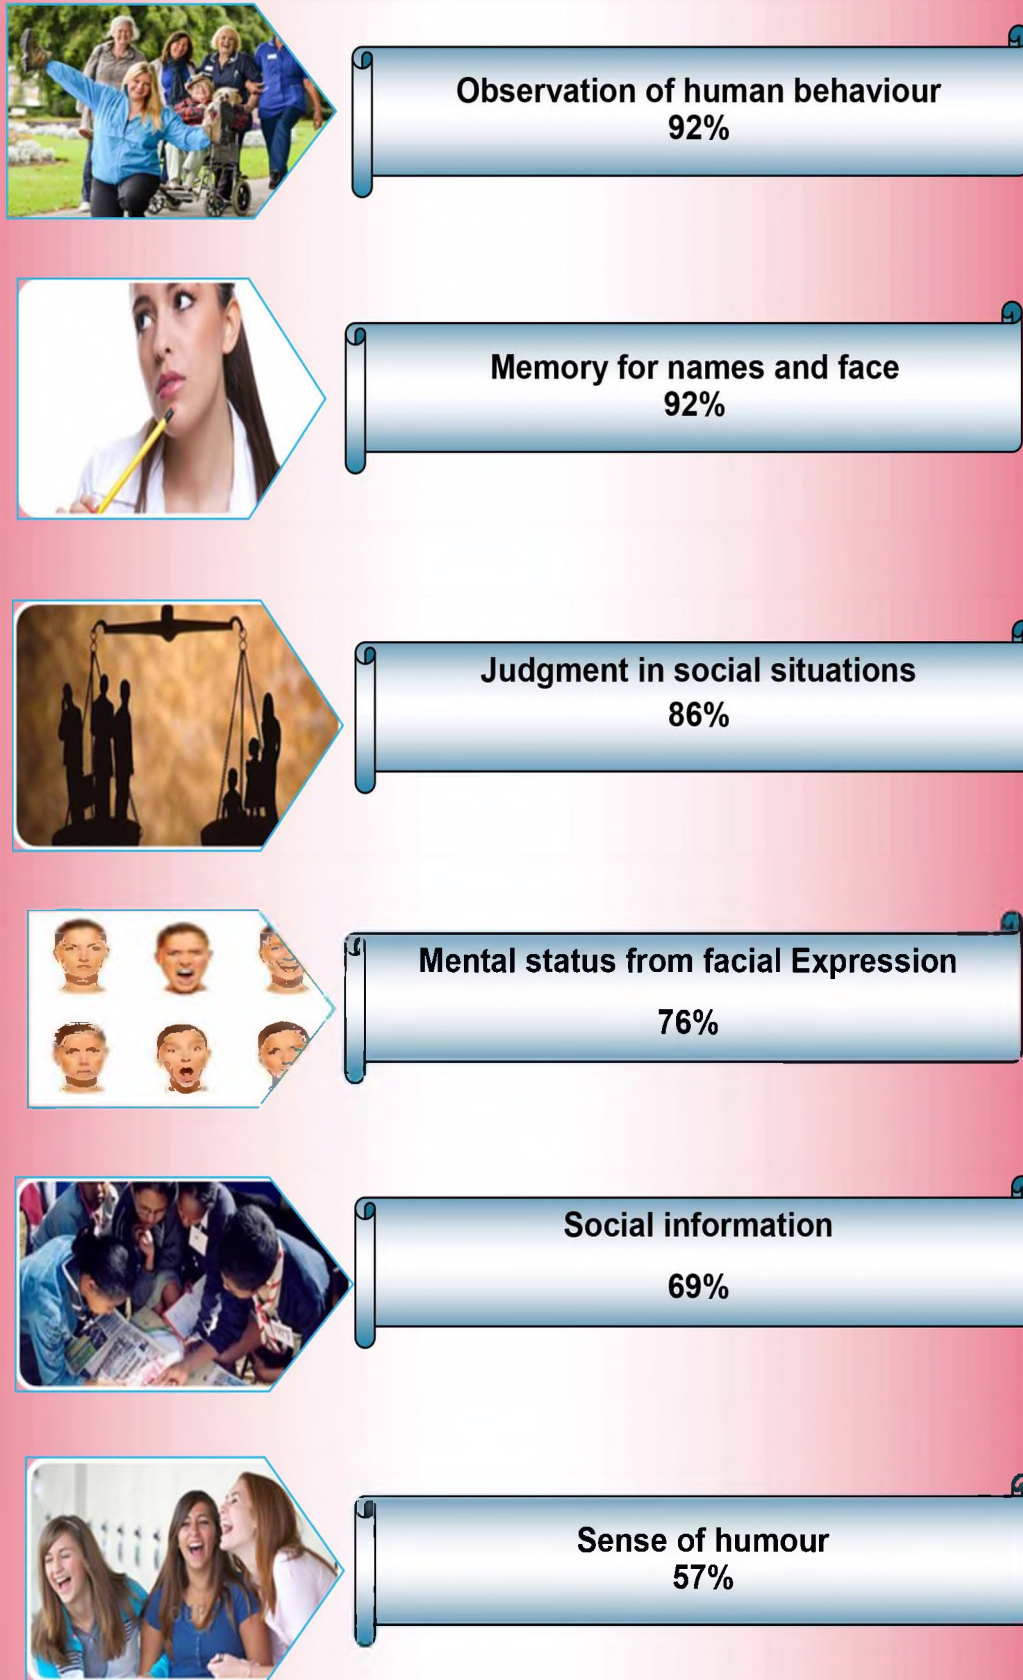 Observation of human behaviour
92%
Memory for names and face
92%
Judgment in social situations
86%
Mental status from facial Expression
76%
Social information
69%
Sense of humour
57%